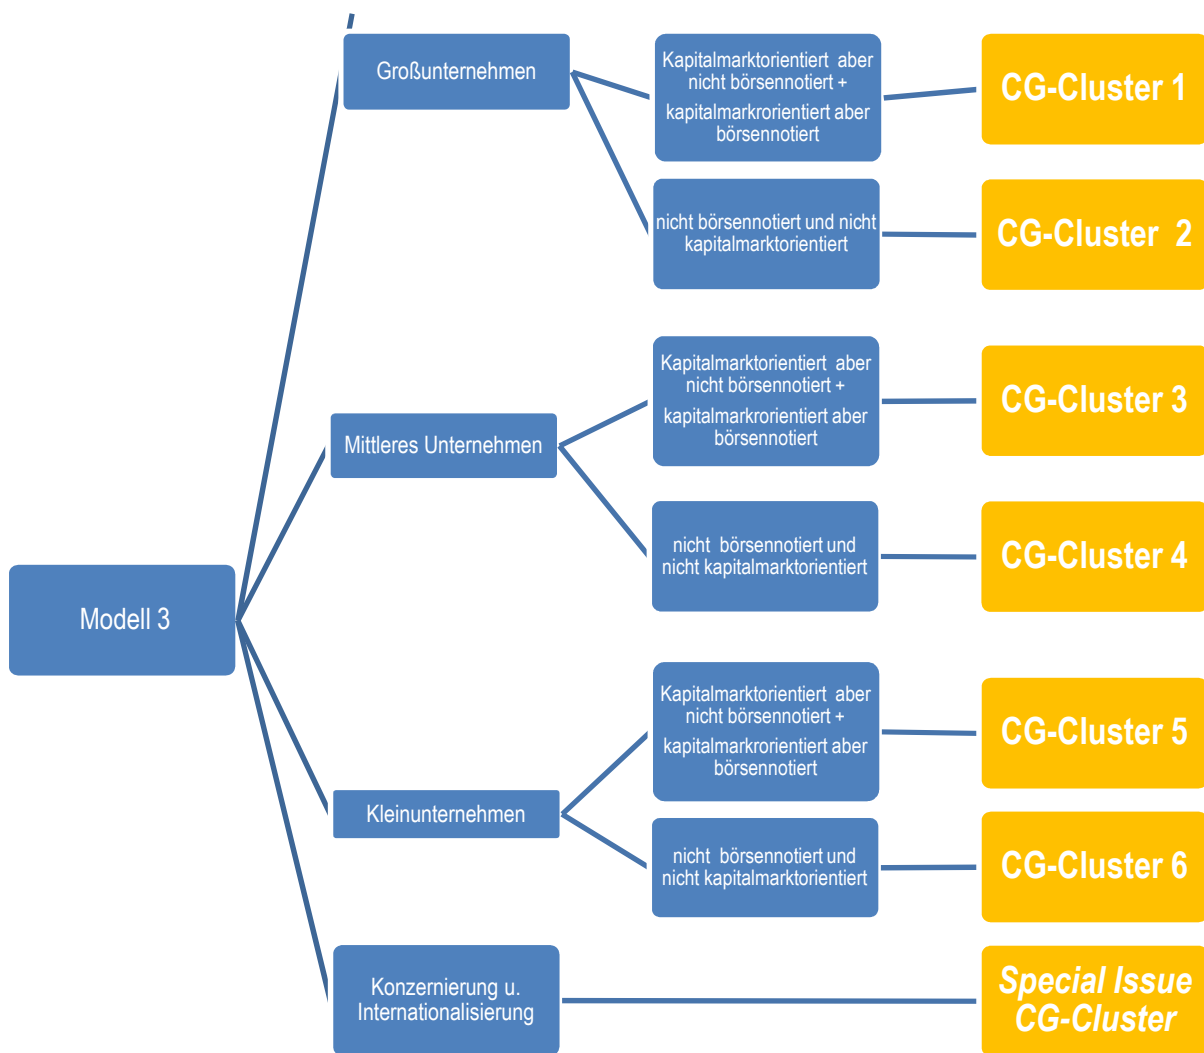 Modell 3
Großunternehmen
Kapitalmarktorientiert aber
nicht börsennotiert +
kapitalmarkrorientiert aber
börsennotiert
CG-Cluster 1
nicht börsennotiert und nicht
kapitalmarktorientiert
CG-Cluster 2
Mittleres Unternehmen
Kapitalmarktorientiert aber
nicht börsennotiert +
kapitalmarkrorientiert aber
börsennotiert
CG-Cluster 3
nicht börsennotiert und
nicht kapitalmarktorientiert
CG-Cluster 4
Kleinunternehmen
Kapitalmarktorientiert aber
nicht börsennotiert +
kapitalmarkrorientiert aber
börsennotiert
CG-Cluster 5
nicht börsennotiert und
nicht kapitalmarktorientiert
CG-Cluster 6
Konzernierung u.
Internationalisierung
Special Issue
CG-Cluster